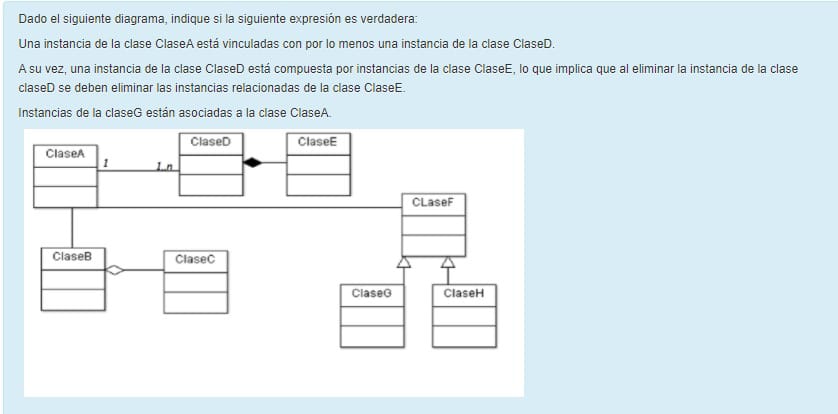 Dado el siguiente diagrama, indique si la siguiente expresión es verdadera:
Una instancia de la clase ClaseA está vinculadas con por lo menos una instancia de la clase ClaseD.
A su vez, una instancia de la clase ClaseD está compuesta por instancias de la clase ClaseE, lo que implica que al eliminar la instancia de la clase
claseD se deben eliminar las instancias relacionadas de la clase ClaseE.
Instancias de la claseG están asociadas a la clase ClaseA.
ClaseD
ClaseE
ClaseA
1
1..n
CLaseF
ClaseB
ClaseC
ClaseG
ClaseH